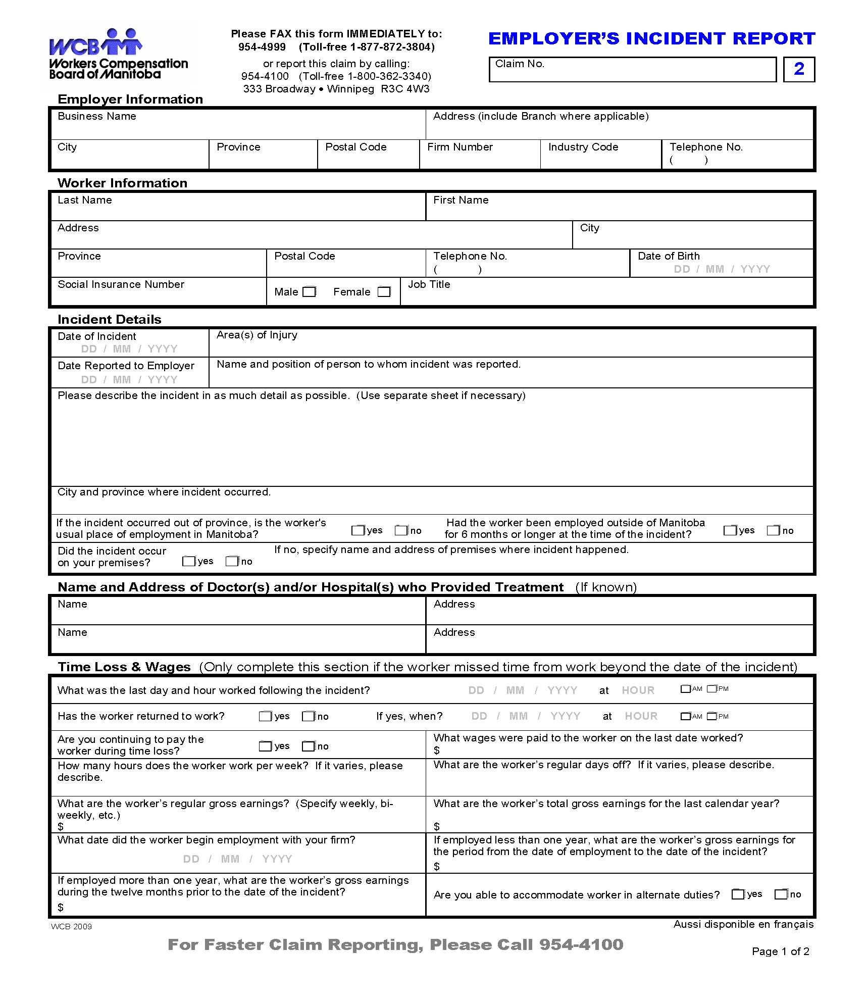 WCB
Workers Compensation
Board of Manitoba
Please FAX this form IMMEDIATELY to:
954-4999 (Toll-free 1-877-872-3804)
or report this claim by calling:
954-4100 (Toll-free 1-800-362-3340)
333 Broadway • Winnipeg R3C 4W3
EMPLOYER’S INCIDENT REPORT
Claim No.
2
Employer Information
Business Name Address (include Branch where applicable)
City Province Postal Code Firm Number Industry Code Telephone No.
( )
Worker Information
Last Name First Name
Address City
Province Postal Code Telephone No. Date of Birth
( ) DD / MM / YYYY
Social Insurance Number Male Female Job Title
Incident Details
Date of Incident Area(s) of Injury
DD / MM / YYYY
Date Reported to Employer Name and position of person to whom incident was reported.
DD / MM / YYYY
Please describe the incident in as much detail as possible. (Use separate sheet if necessary)
City and province where incident occurred.
If the incident occurred out of province, is the worker's
usual place of employment in Manitoba? yes no
Had the worker been employed outside of Manitoba
for 6 months or longer at the time of the incident? yes no
Did the incident occur
on your premises? yes no
If no, specify name and address of premises where incident happened.
Name and Address of Doctor(s) and/or Hospital(s) who Provided Treatment (If known)
Name Address
Name Address
Time Loss & Wages (Only complete this section if the worker missed time from work beyond the date of the incident)
What was the last day and hour worked following the incident? DD / MM / YYYY at HOUR AM PM
Has the worker returned to work? yes no If yes, when? DD / MM / YYYY at HOUR AM PM
Are you continuing to pay the
worker during time loss? yes no
What wages were paid to the worker on the last date worked?
$
How many hours does the worker work per week? If it varies, please
describe.
What are the worker’s regular days off? If it varies, please describe.
What are the worker’s regular gross earnings? (Specify weekly, bi-
weekly, etc.)
$
What are the worker’s total gross earnings for the last calendar year?
$
What date did the worker begin employment with your firm?
DD / MM / YYYY
If employed less than one year, what are the worker’s gross earnings for
the period from the date of employment to the date of the incident?
$
If employed more than one year, what are the worker’s gross earnings
during the twelve months prior to the date of the incident?
$
Are you able to accommodate worker in alternate duties? yes no
WCB 2009
Aussi disponible en français
For Faster Claim Reporting, Please Call 954-4100
Page 1 of 2